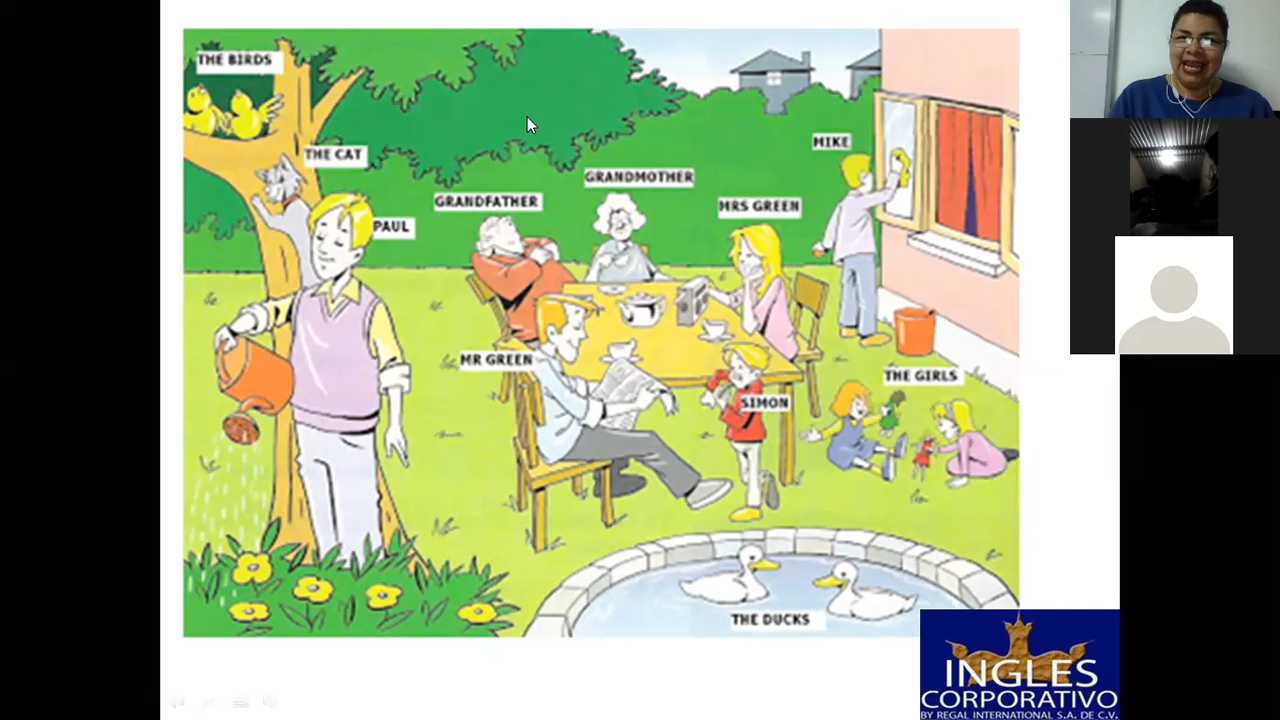 THE BIRDS
THE CAT
PAUL
GRANDFATHER
GRANDMOTHER
MRS GREEN
MIKE
MR GREEN
SIMON
THE GIRLS
THE DUCKS
INGLES
CORPORATIVO
BY REGAL INTERNATIONAL S.A. DE C.V.